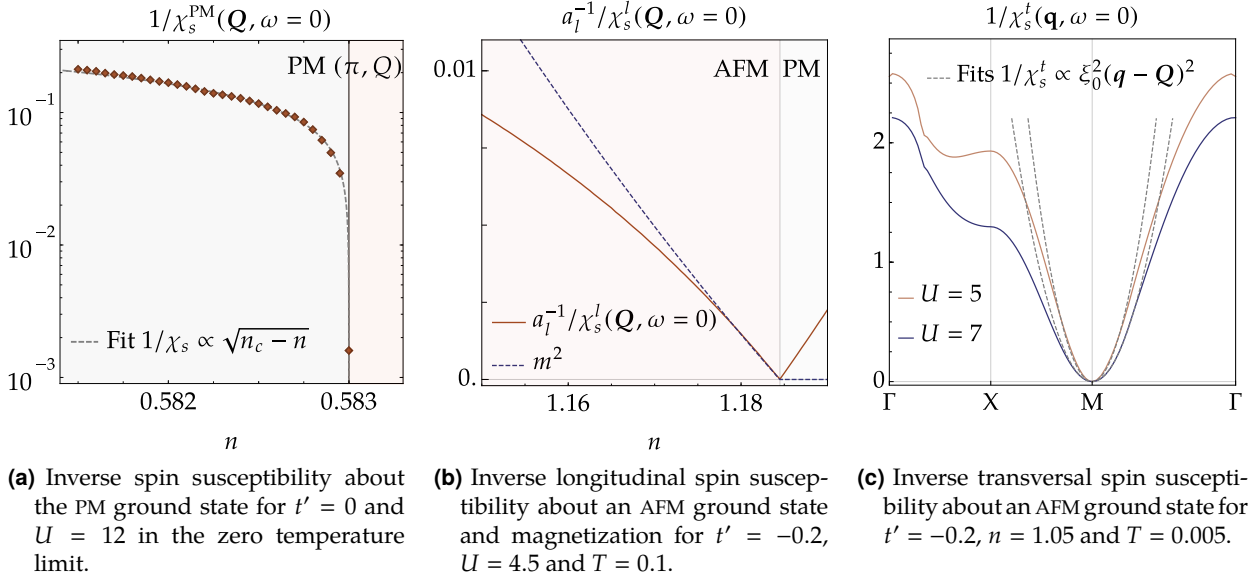 1/χ_s^PM(Q, ω = 0)
PM (π, Q)
10⁻¹
10⁻²
10⁻³
Fit 1/χ_s ∝ √(n_c − n)
0.582
0.583
n
(a) Inverse spin susceptibility about
the PM ground state for t′ = 0 and
U = 12 in the zero temperature
limit.
a_l⁻¹/χ_s^l(Q, ω = 0)
0.01
AFM
PM
a_l⁻¹/χ_s^l(Q, ω = 0)
m²
0.
1.16
1.18
n
(b) Inverse longitudinal spin suscep-
tibility about an AFM ground state
and magnetization for t′ = −0.2,
U = 4.5 and T = 0.1.
1/χ_s^t(q, ω = 0)
Fits 1/χ_s^t ∝ ξ_0²(q − Q)²
2
1
0
U = 5
U = 7
Γ
X
M
Γ
(c) Inverse transversal spin suscepti-
bility about an AFM ground state for
t′ = −0.2, n = 1.05 and T = 0.005.